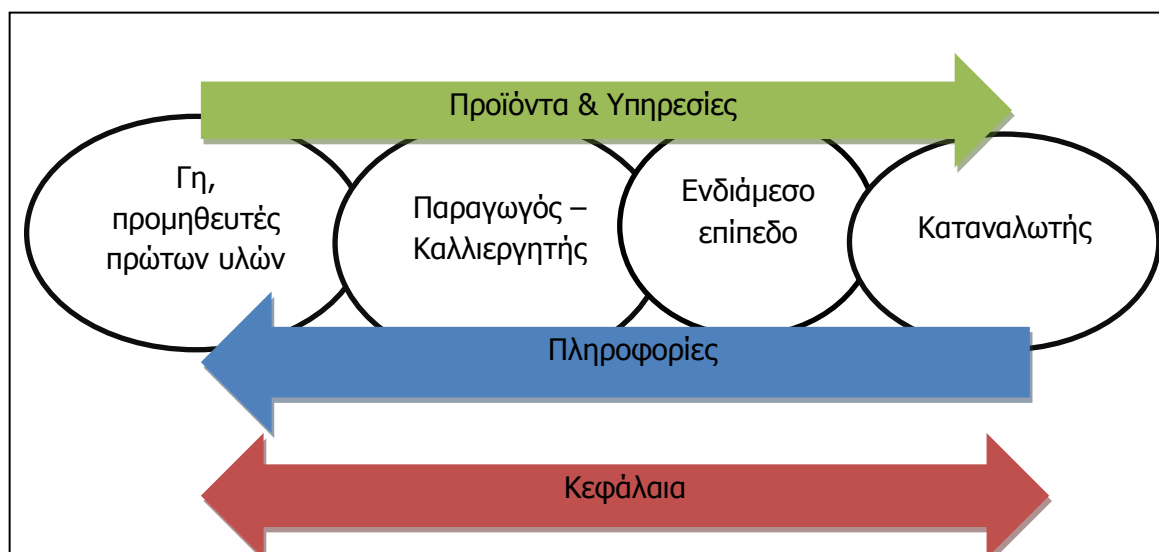 Προϊόντα & Υπηρεσίες
Γη,
προμηθευτές
πρώτων υλών
Παραγωγός –
Καλλιεργητής
Ενδιάμεσο
επίπεδο
Καταναλωτής
Πληροφορίες
Κεφάλαια